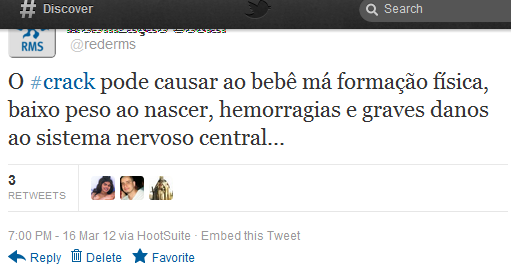 # Discover
Search
RMS
@rederms
O #crack pode causar ao bebê má formação física,
baixo peso ao nascer, hemorragias e graves danos
ao sistema nervoso central...
3
RETWEETS
7:00 PM - 16 Mar 12 via HootSuite · Embed this Tweet
Reply Delete Favorite